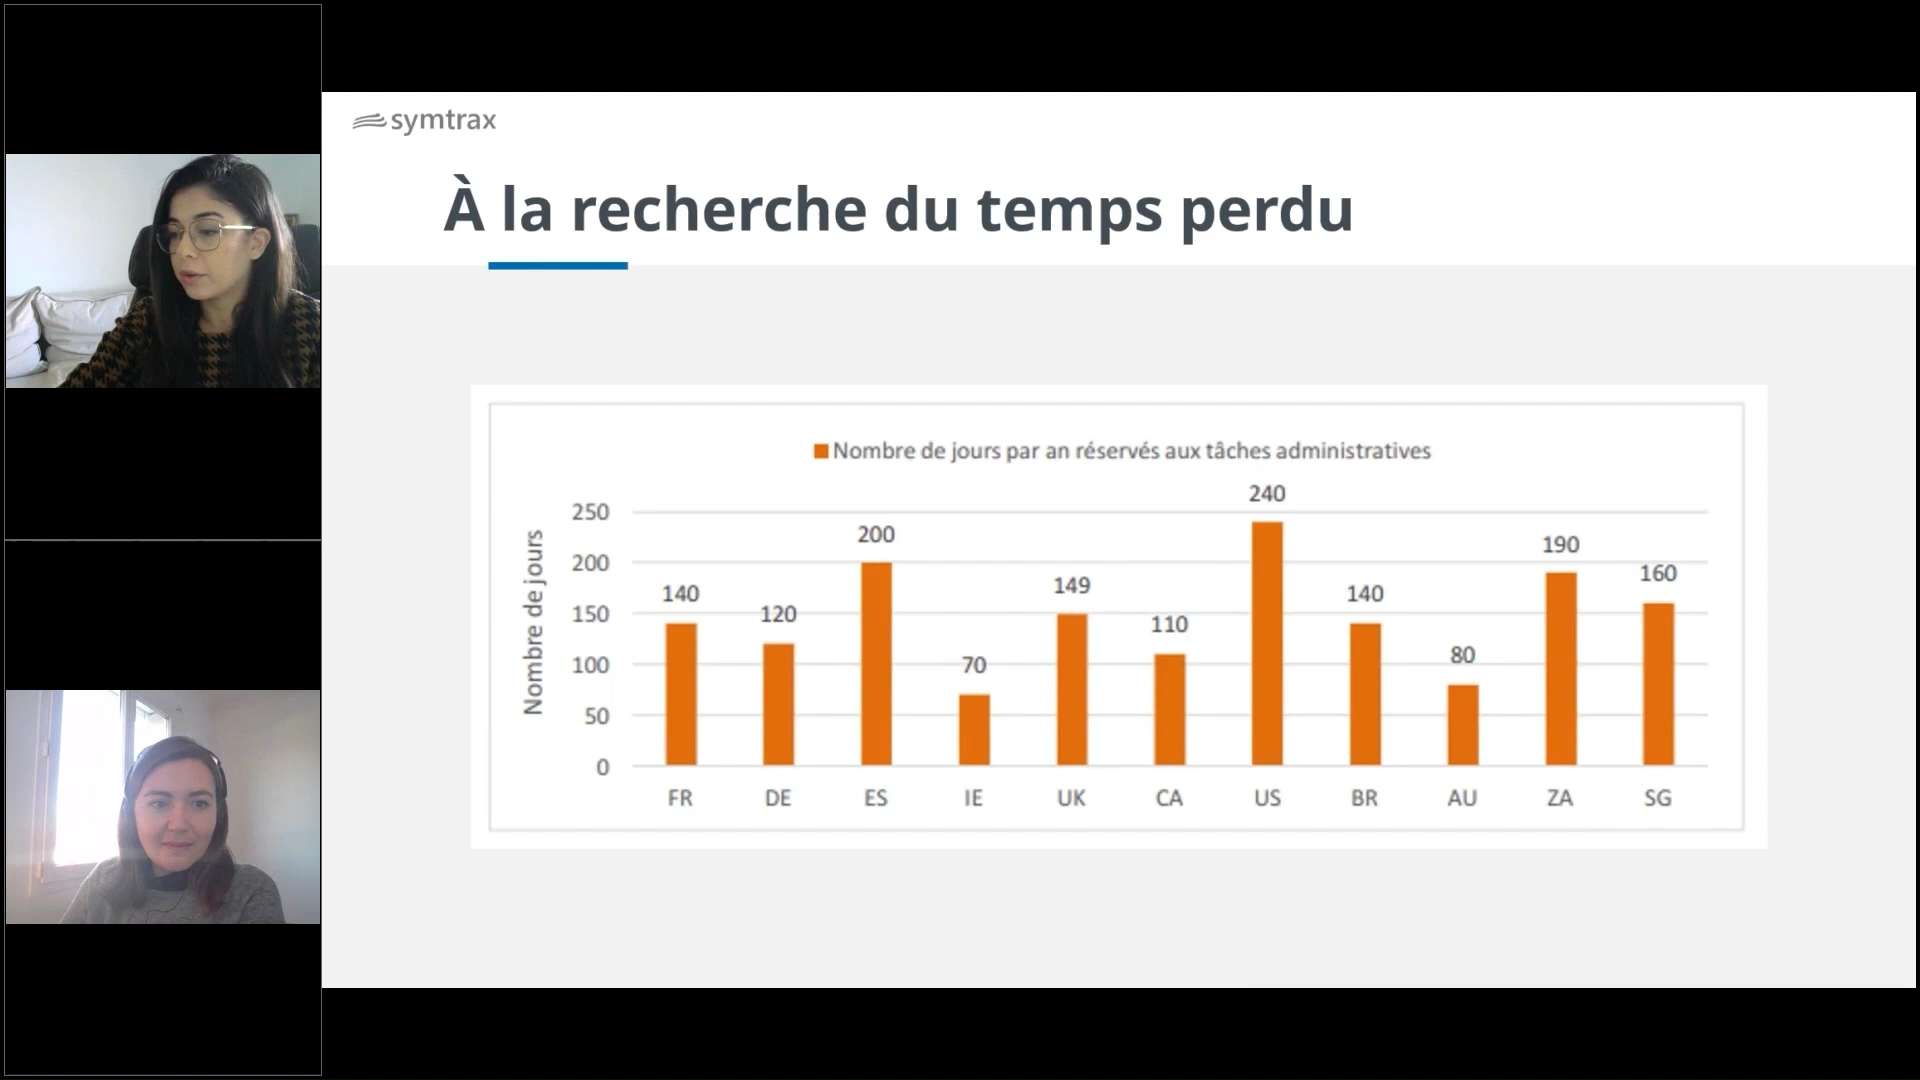 symtrax
À la recherche du temps perdu
Nombre de jours par an réservés aux tâches administratives
Nombre de jours
250
200
150
100
50
0
140
120
200
70
149
110
240
140
80
190
160
FR
DE
ES
IE
UK
CA
US
BR
AU
ZA
SG